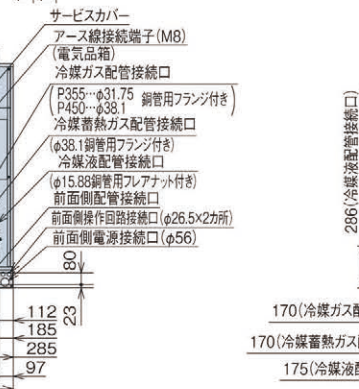 サービスカバー
アース線接続端子(M8)
(電気品箱)
冷媒ガス配管接続口
(P355…φ31.75 銅管用フランジ付き)
P450…φ38.1
冷媒蓄熱ガス配管接続口
(φ38.1銅管用フランジ付き)
冷媒液配管接続口
(φ15.88銅管用フレアナット付き)
前面側配管接続口
前面側操作回路接続口(φ26.5×2カ所)
前面側電源接続口(φ56)
80
23
112
185
285
97
286(冷媒液配管接続口)
170(冷媒ガス配
170(冷媒蓄熱ガス配
175(冷媒液配